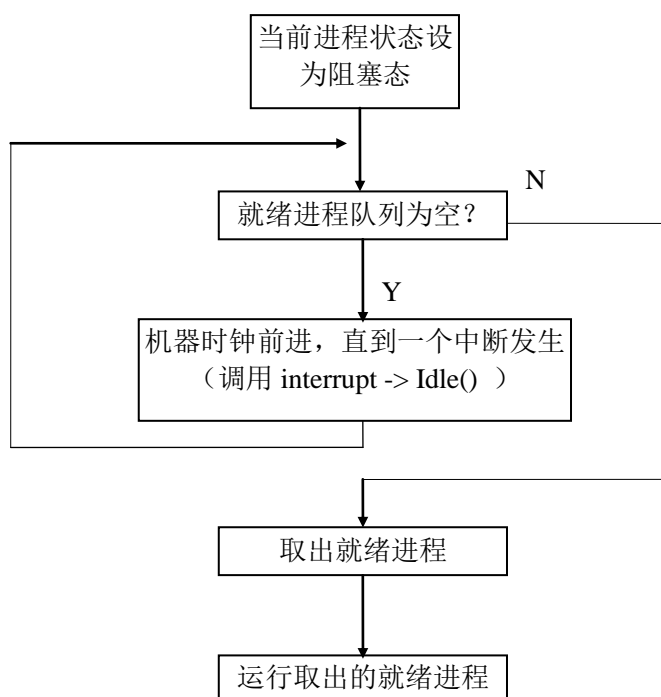 当前进程状态设
为阻塞态
N
就绪进程队列为空？
Y
机器时钟前进，直到一个中断发生
（调用 interrupt -> Idle() ）
取出就绪进程
运行取出的就绪进程